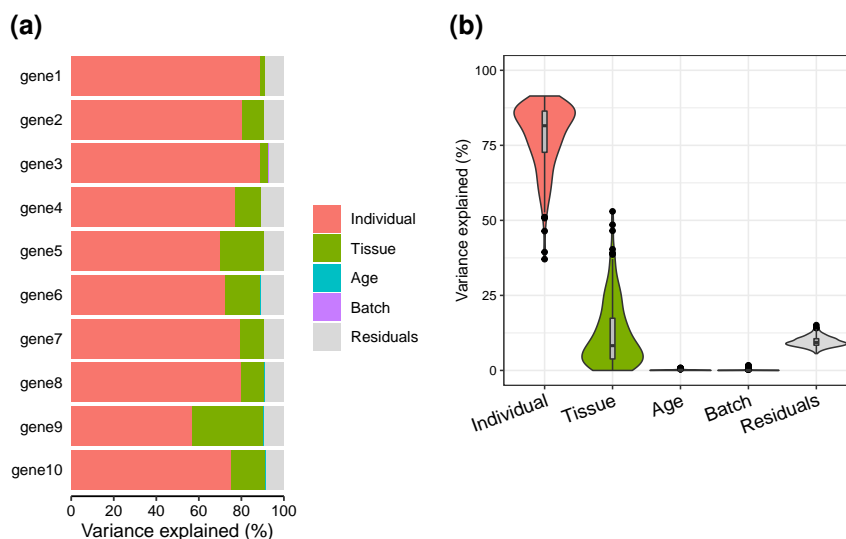 (a)
gene1
gene2
gene3
gene4
gene5
gene6
gene7
gene8
gene9
gene10
0 20 40 60 80 100
Variance explained (%)
Individual
Tissue
Age
Batch
Residuals
(b)
Variance explained (%)
100
75
50
25
0
Individual
Tissue
Age
Batch
Residuals